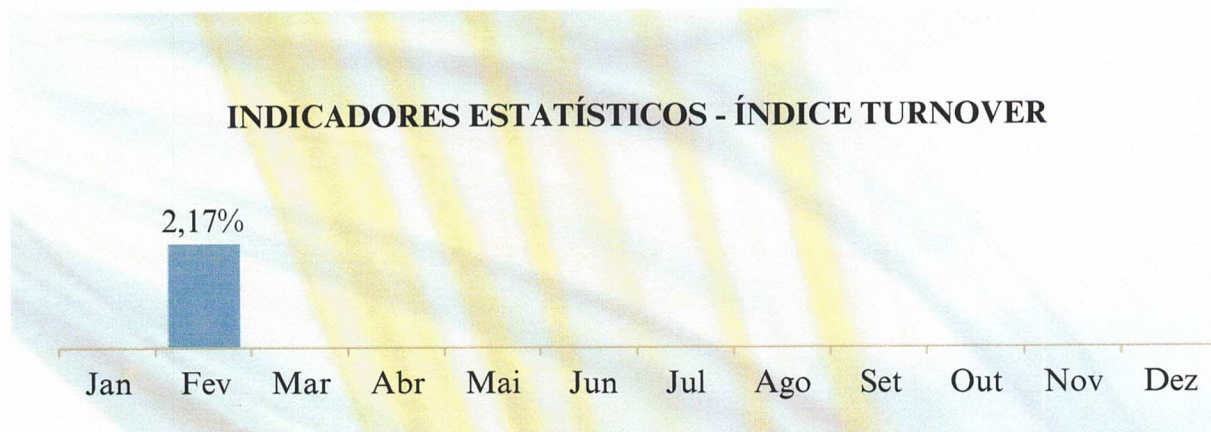 INDICADORES ESTATÍSTICOS - ÍNDICE TURNOVER
2,17%
Jan Fev Mar Abr Mai Jun Jul Ago Set Out Nov Dez